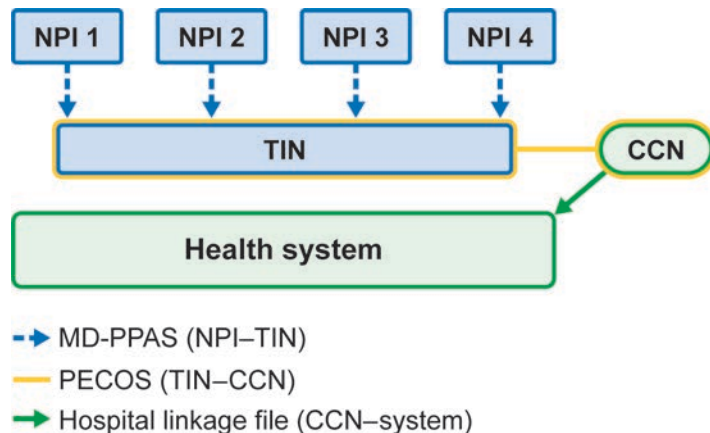 NPI 1 NPI 2 NPI 3 NPI 4
TIN CCN
Health system
MD-PPAS (NPI–TIN)
PECOS (TIN–CCN)
Hospital linkage file (CCN–system)